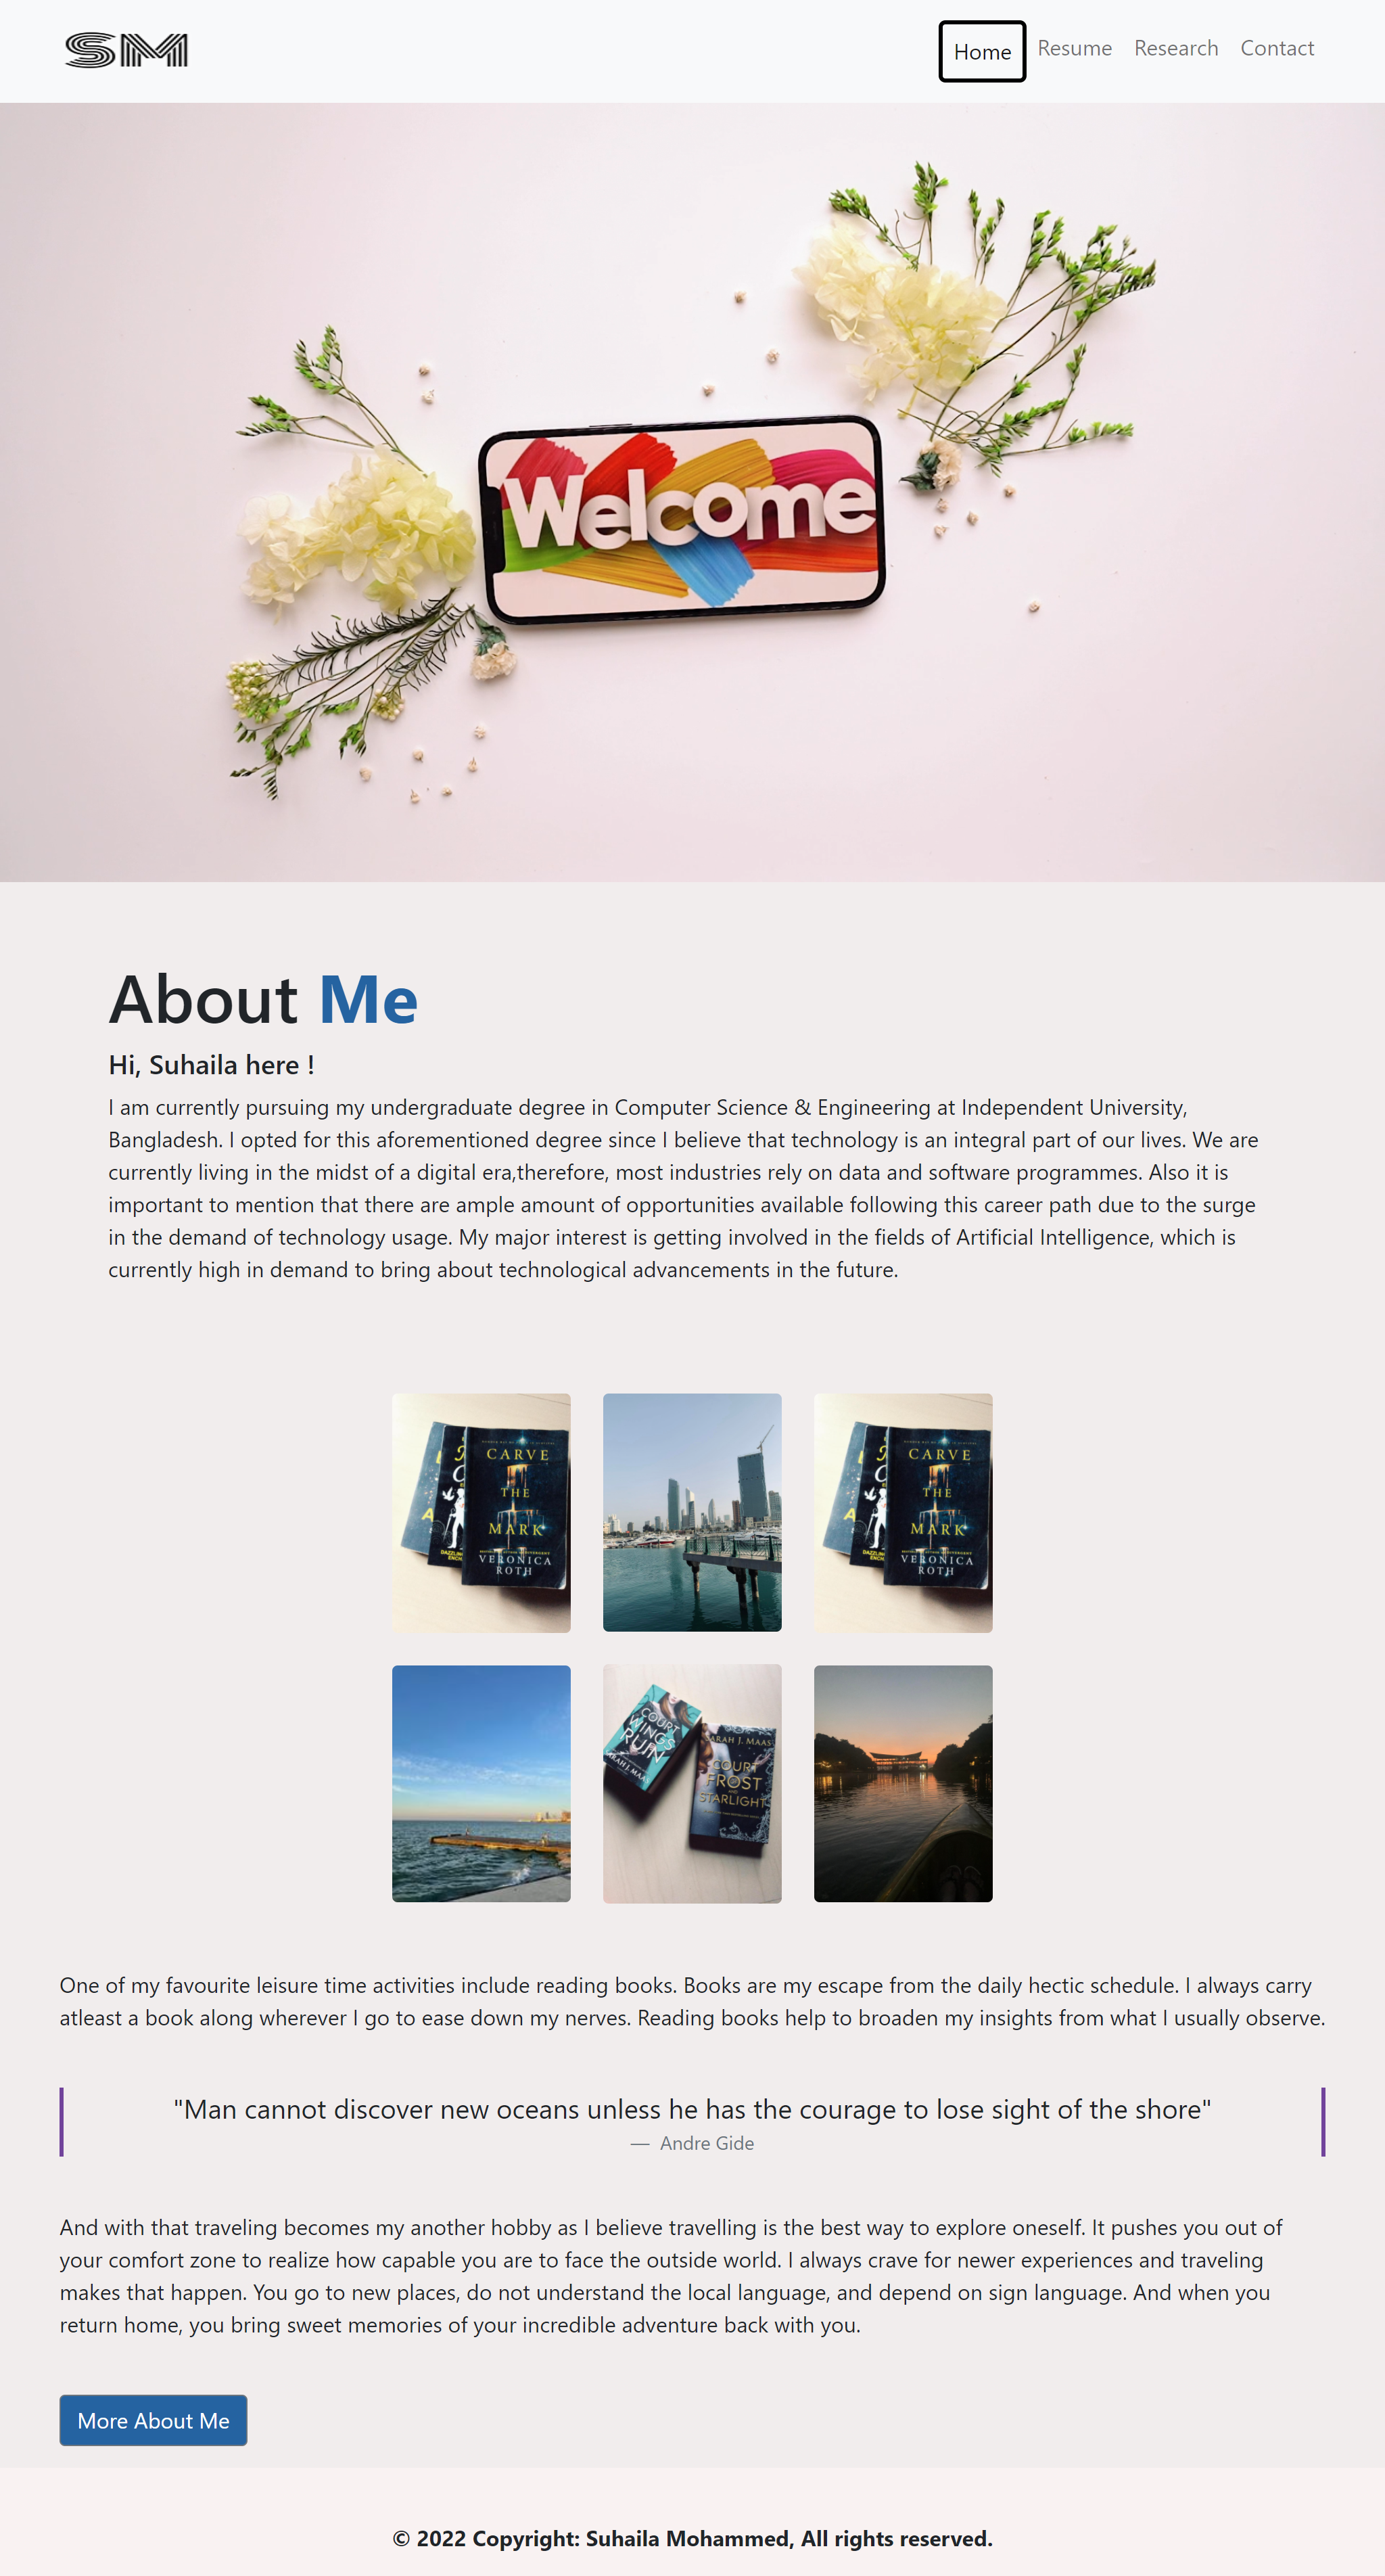 SM
Home Resume Research Contact
Welcome
About Me
Hi, Suhaila here !
I am currently pursuing my undergraduate degree in Computer Science & Engineering at Independent University,
Bangladesh. I opted for this aforementioned degree since I believe that technology is an integral part of our lives. We are
currently living in the midst of a digital era,therefore, most industries rely on data and software programmes. Also it is
important to mention that there are ample amount of opportunities available following this career path due to the surge
in the demand of technology usage. My major interest is getting involved in the fields of Artificial Intelligence, which is
currently high in demand to bring about technological advancements in the future.
CARVE
THE
MARK
VERONICA
ROTH
CARVE
THE
MARK
VERONICA
ROTH
COURT
WINGS
RUIN
SARAH J. MAAS
COURT
FROST
AND
STARLIGHT
One of my favourite leisure time activities include reading books. Books are my escape from the daily hectic schedule. I always carry
atleast a book along wherever I go to ease down my nerves. Reading books help to broaden my insights from what I usually observe.
"Man cannot discover new oceans unless he has the courage to lose sight of the shore"
— Andre Gide
And with that traveling becomes my another hobby as I believe travelling is the best way to explore oneself. It pushes you out of
your comfort zone to realize how capable you are to face the outside world. I always crave for newer experiences and traveling
makes that happen. You go to new places, do not understand the local language, and depend on sign language. And when you
return home, you bring sweet memories of your incredible adventure back with you.
More About Me
© 2022 Copyright: Suhaila Mohammed, All rights reserved.